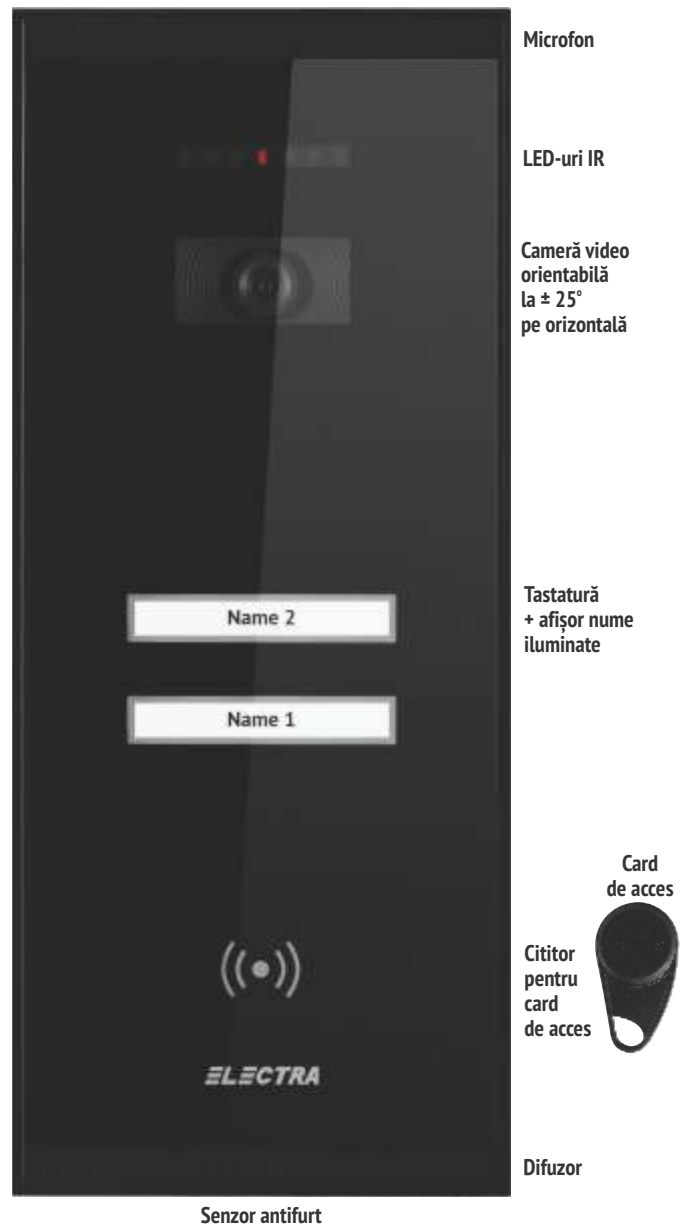 Microfon
LED-uri IR
Cameră video
orientabilă
la ± 25°
pe orizontală
Name 2
Tastatură
+ afișor nume
iluminate
Name 1
Card
de acces
Cititor
pentru
card
de acces
ELECTRA
Difuzor
Senzor antifurt